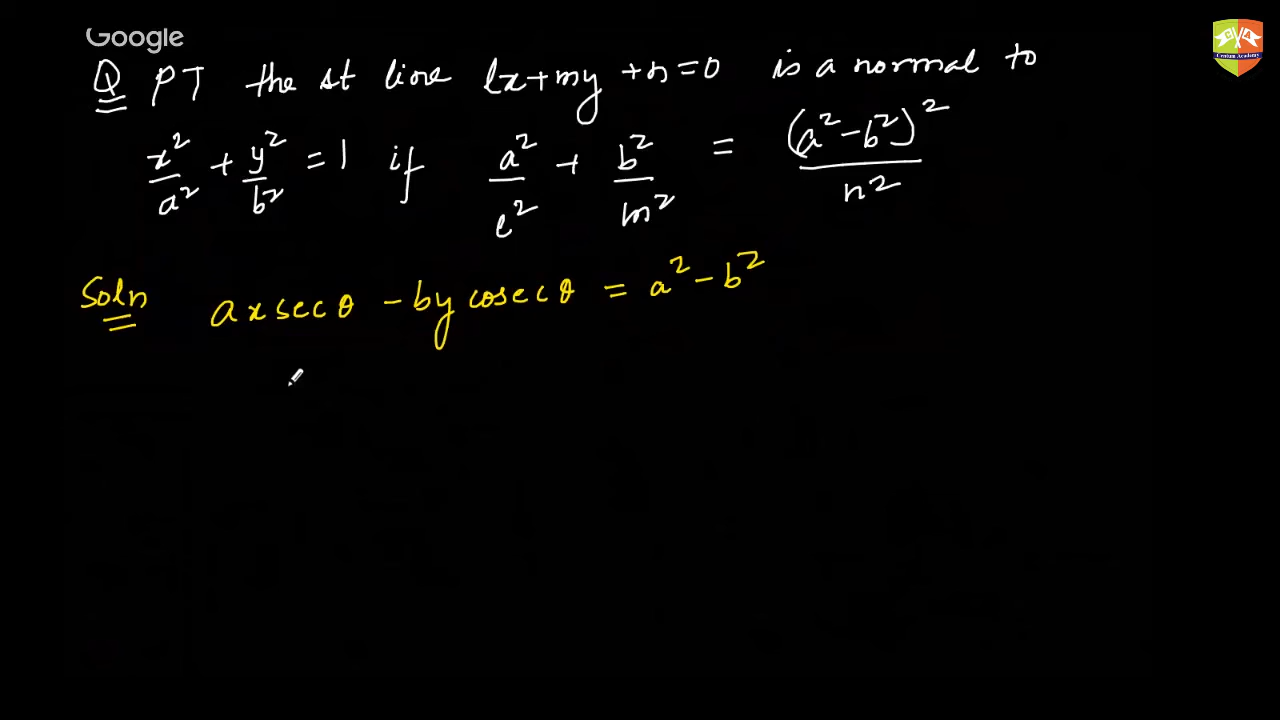 Google
Q PT the st line lx+my+n=0 is a normal to
x²/a² + y²/b² = 1 if a²/l² + b²/m² = (a²-b²)²/n²
Soln ax secθ - by cosecθ = a²-b²